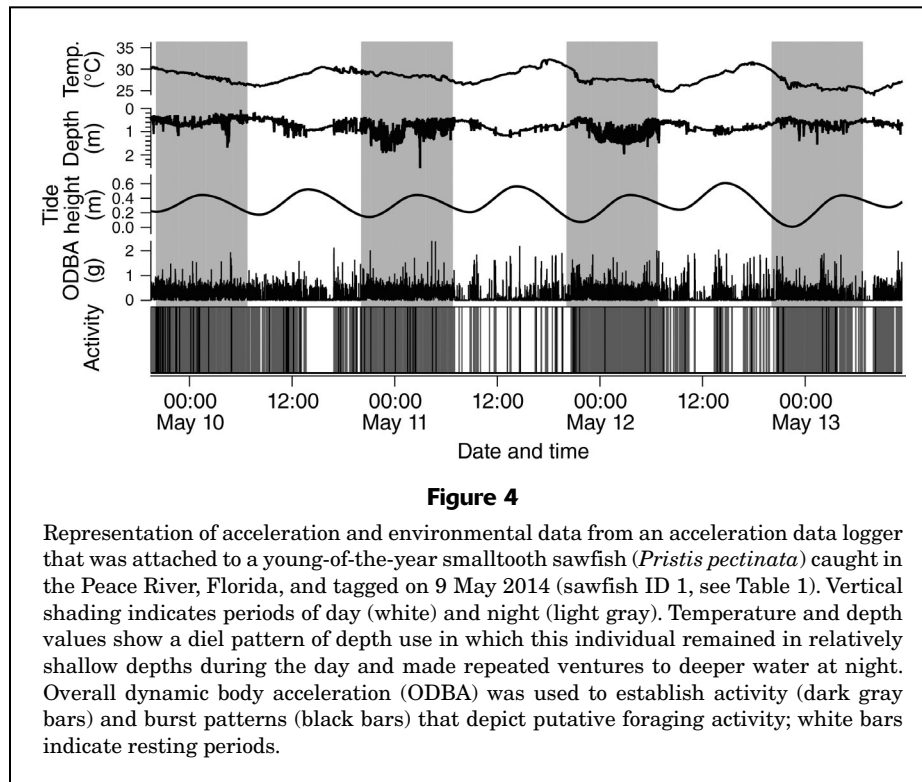 Temp.
(°C)
35
30
25
Depth
(m)
0
1
2
Tide
height
(m)
0.6
0.4
0.2
0.0
ODBA
(g)
2
1
0
Activity
00:00 12:00 00:00 12:00 00:00 12:00 00:00
May 10 May 11 May 12 May 13
Date and time
Figure 4
Representation of acceleration and environmental data from an acceleration data logger
that was attached to a young-of-the-year smalltooth sawfish (Pristis pectinata) caught in
the Peace River, Florida, and tagged on 9 May 2014 (sawfish ID 1, see Table 1). Vertical
shading indicates periods of day (white) and night (light gray). Temperature and depth
values show a diel pattern of depth use in which this individual remained in relatively
shallow depths during the day and made repeated ventures to deeper water at night.
Overall dynamic body acceleration (ODBA) was used to establish activity (dark gray
bars) and burst patterns (black bars) that depict putative foraging activity; white bars
indicate resting periods.